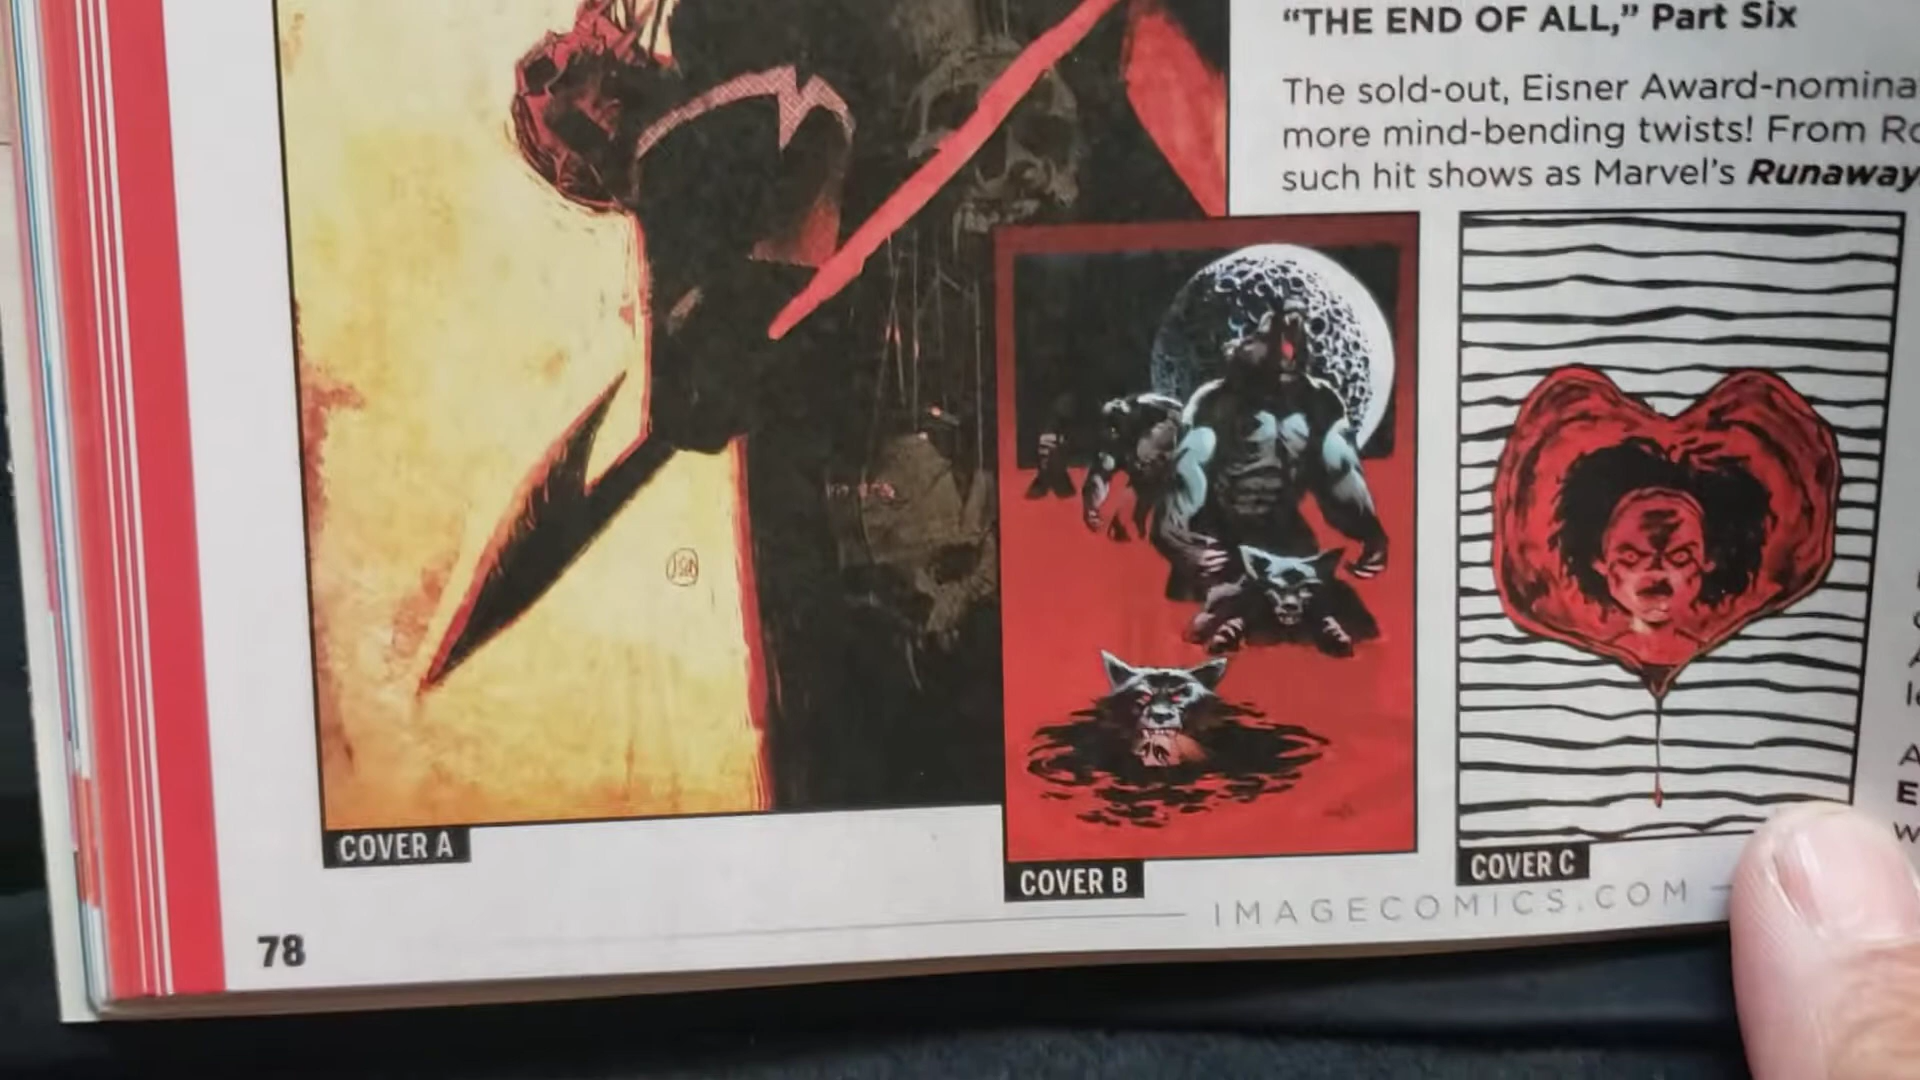 “THE END OF ALL,” Part Six
The sold-out, Eisner Award-nomina
more mind-bending twists! From Ro
such hit shows as Marvel’s Runaway
COVER A
COVER B
COVER C
IMAGECOMICS.COM
78